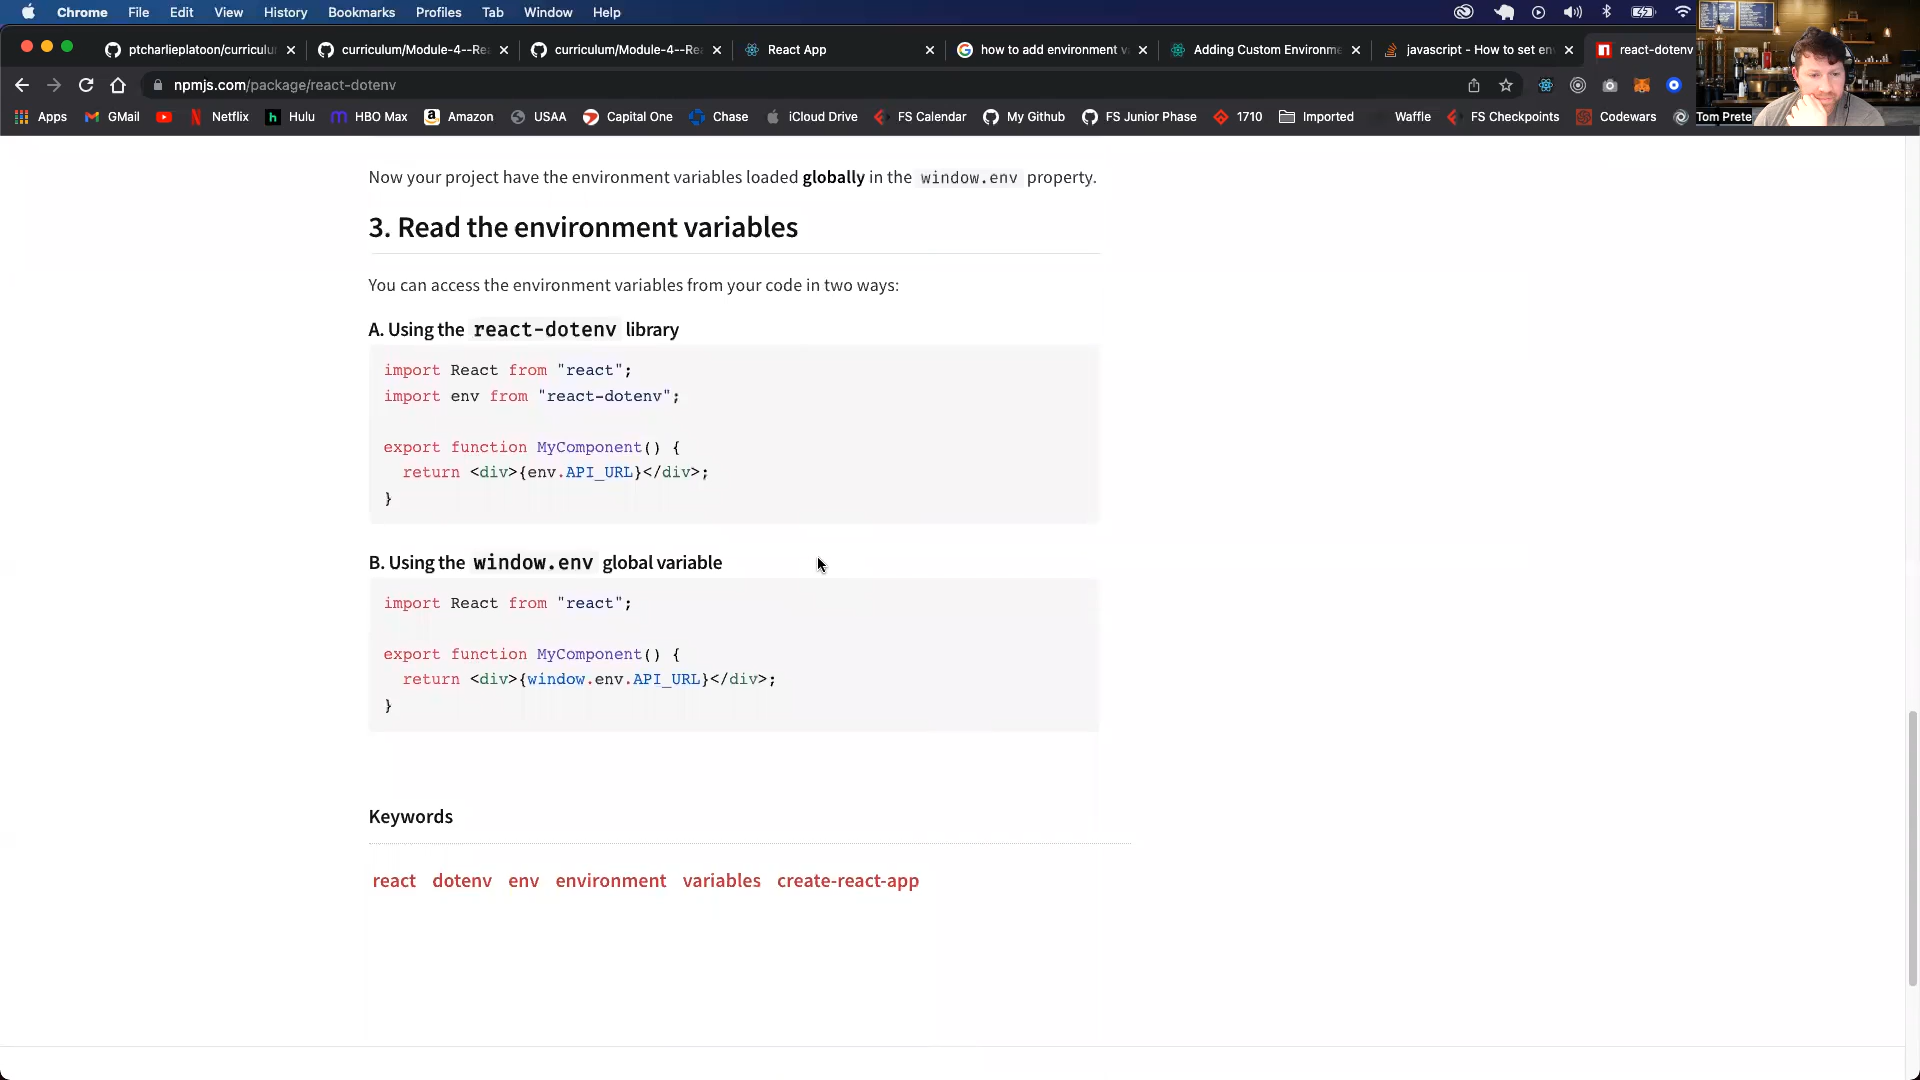 Chrome File Edit View History Bookmarks Profiles Tab Window Help
ptcharlieplatoon/curriculu
curriculum/Module-4--Re
curriculum/Module-4--Re
React App
how to add environment v
Adding Custom Environme
javascript - How to set en
react-dotenv
npmjs.com/package/react-dotenv
Apps GMail Netflix Hulu HBO Max Amazon USAA Capital One Chase iCloud Drive FS Calendar My Github FS Junior Phase 1710 Imported Waffle FS Checkpoints Codewars
Tom Prete
Now your project have the environment variables loaded globally in the window.env property.
3. Read the environment variables
You can access the environment variables from your code in two ways:
A. Using the react-dotenv library
import React from "react";
import env from "react-dotenv";
export function MyComponent() {
return <div>{env.API_URL}</div>;
}
B. Using the window.env global variable
import React from "react";
export function MyComponent() {
return <div>{window.env.API_URL}</div>;
}
Keywords
react dotenv env environment variables create-react-app